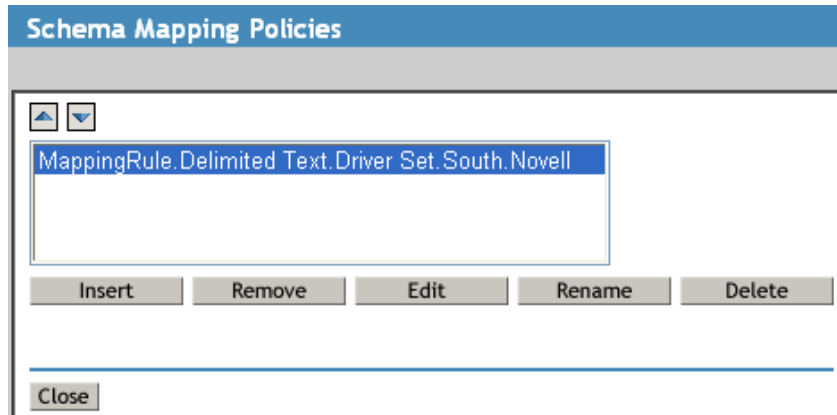 Schema Mapping Policies
MappingRule.Delimited Text.Driver Set.South.Novell
Insert Remove Edit Rename Delete
Close